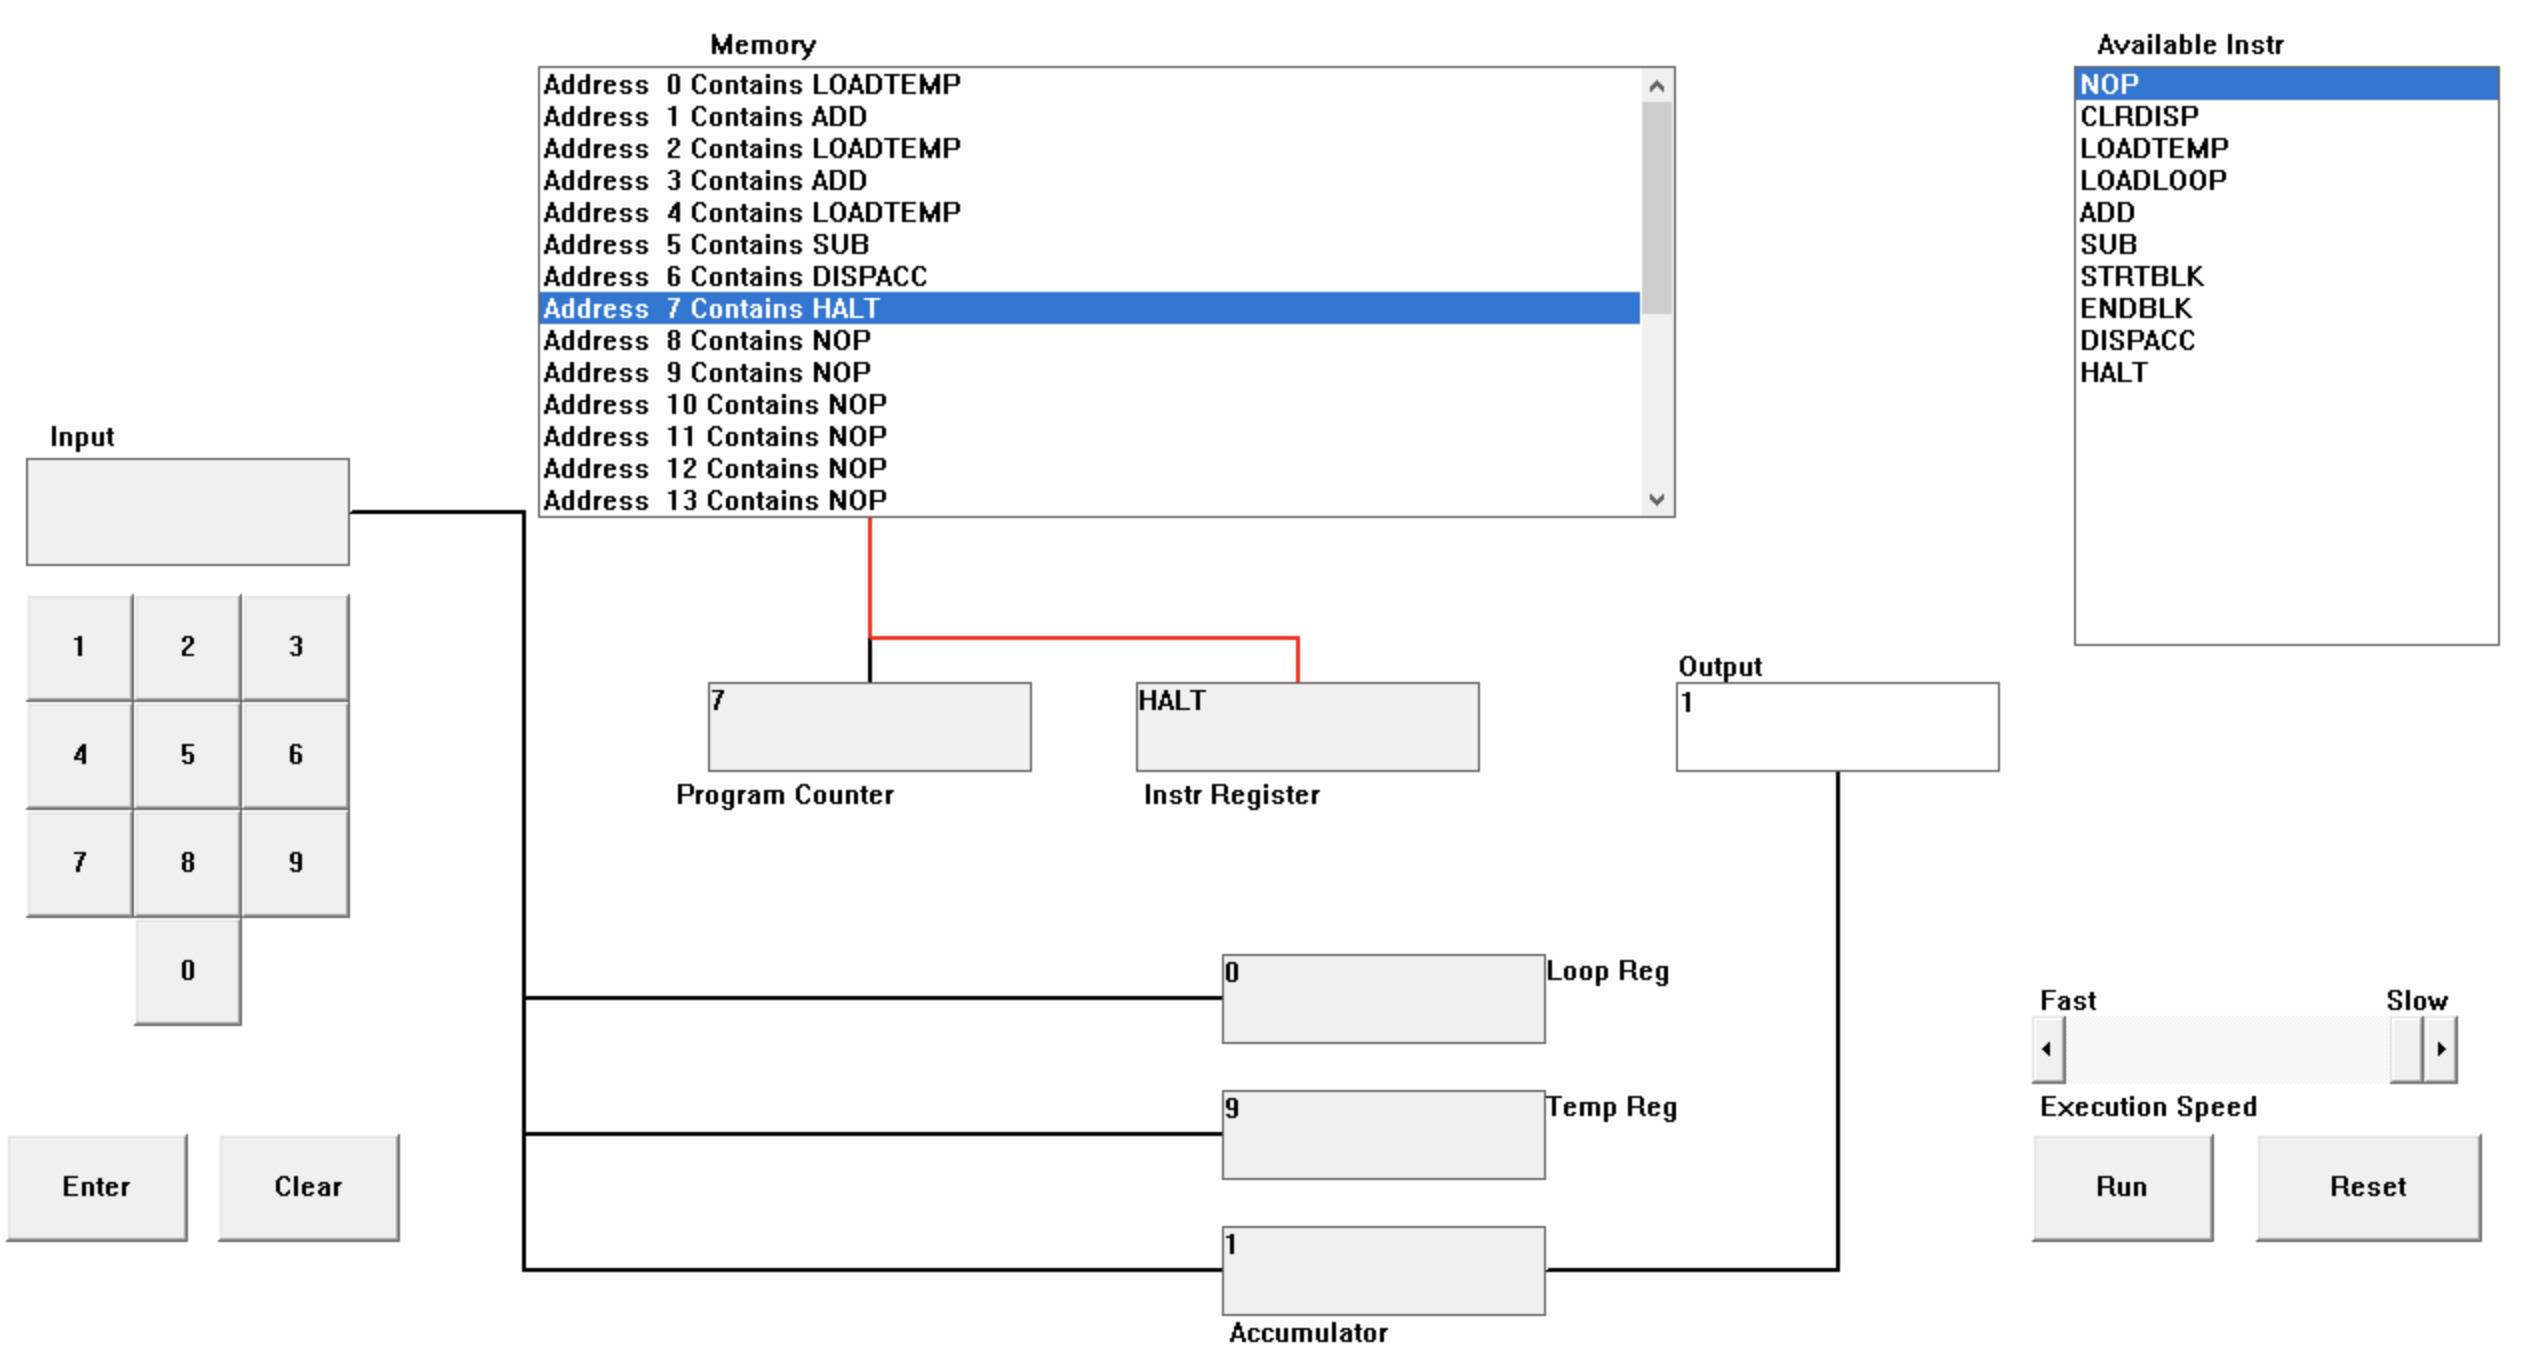 Memory
Address 0 Contains LOADTEMP
Address 1 Contains ADD
Address 2 Contains LOADTEMP
Address 3 Contains ADD
Address 4 Contains LOADTEMP
Address 5 Contains SUB
Address 6 Contains DISPACC
Address 7 Contains HALT
Address 8 Contains NOP
Address 9 Contains NOP
Address 10 Contains NOP
Address 11 Contains NOP
Address 12 Contains NOP
Address 13 Contains NOP
Available Instr
NOP
CLRDISP
LOADTEMP
LOADLOOP
ADD
SUB
STRTBLK
ENDBLK
DISPACC
HALT
Input
1 2 3
4 5 6
7 8 9
0
Enter Clear
7
Program Counter
HALT
Instr Register
Output
1
0
Loop Reg
9
Temp Reg
1
Accumulator
Fast Slow
Execution Speed
Run Reset